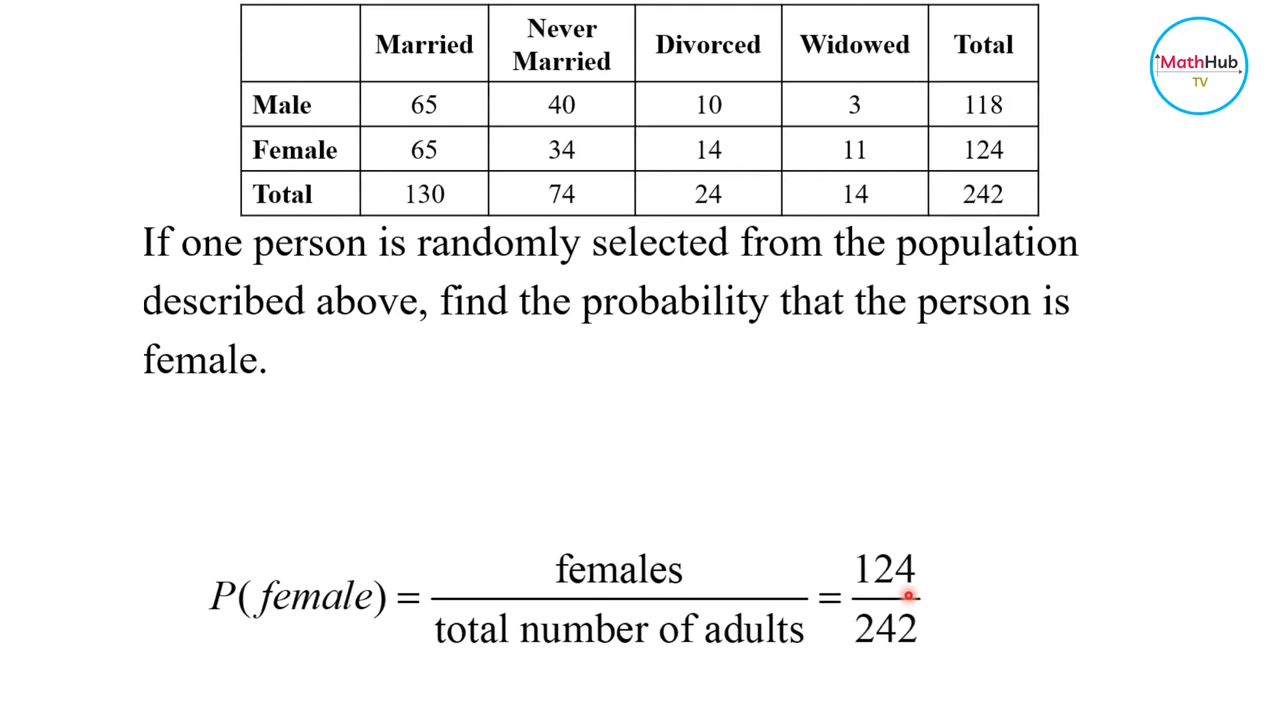 MathHub
TV
Married Never Married Divorced Widowed Total
Male 65 40 10 3 118
Female 65 34 14 11 124
Total 130 74 24 14 242
If one person is randomly selected from the population
described above, find the probability that the person is
female.
P(female) = females / total number of adults = 124 / 242